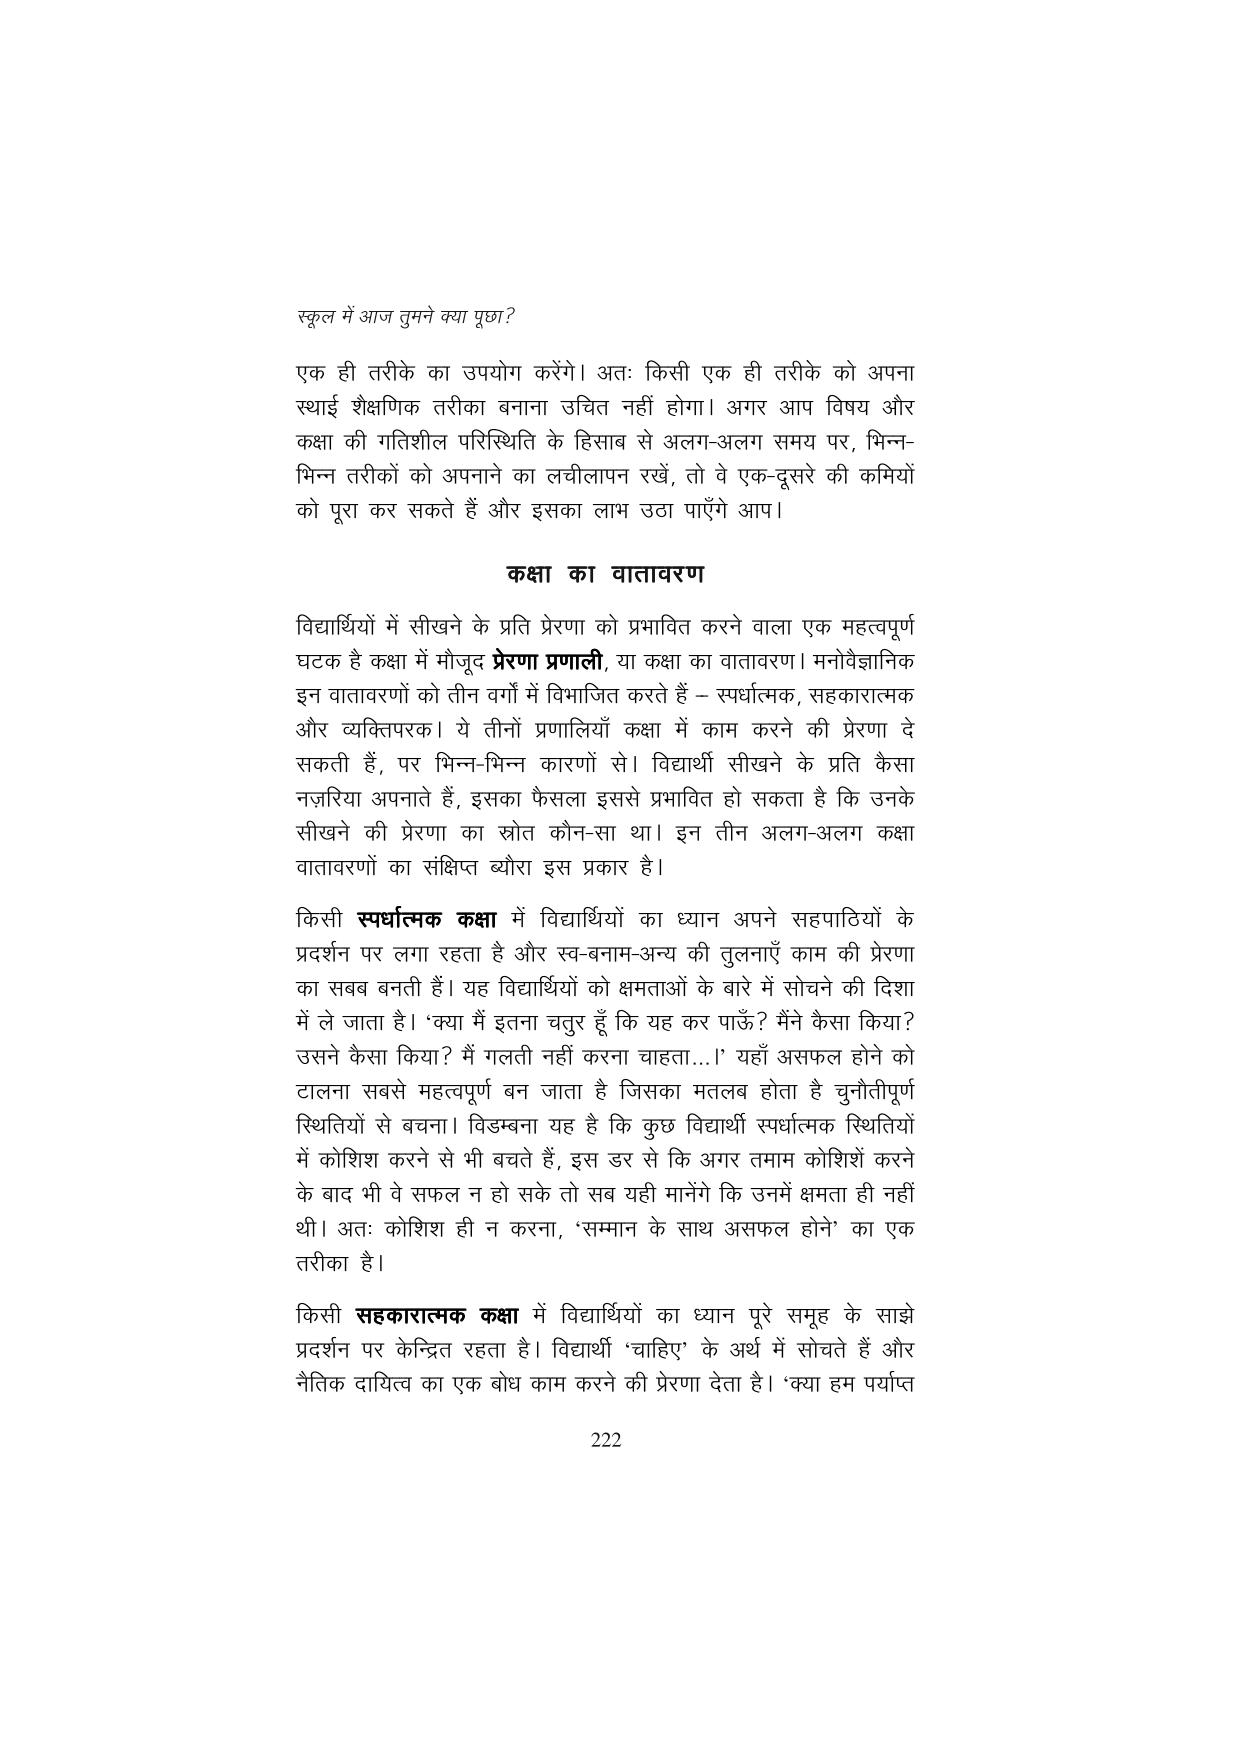 स्कूल में आज तुमने क्या पूछा?
एक ही तरीके का उपयोग करेंगे। अतः किसी एक ही तरीके को अपना
स्थाई शैक्षणिक तरीका बनाना उचित नहीं होगा। अगर आप विषय और
कक्षा की गतिशील परिस्थिति के हिसाब से अलग-अलग समय पर, भिन्न-
भिन्न तरीकों को अपनाने का लचीलापन रखें, तो वे एक-दूसरे की कमियों
को पूरा कर सकते हैं और इसका लाभ उठा पाएँगे आप।
कक्षा का वातावरण
विद्यार्थियों में सीखने के प्रति प्रेरणा को प्रभावित करने वाला एक महत्वपूर्ण
घटक है कक्षा में मौजूद प्रेरणा प्रणाली, या कक्षा का वातावरण। मनोवैज्ञानिक
इन वातावरणों को तीन वर्गों में विभाजित करते हैं – स्पर्धात्मक, सहकारात्मक
और व्यक्तिपरक। ये तीनों प्रणालियाँ कक्षा में काम करने की प्रेरणा दे
सकती हैं, पर भिन्न-भिन्न कारणों से। विद्यार्थी सीखने के प्रति कैसा
नज़रिया अपनाते हैं, इसका फैसला इससे प्रभावित हो सकता है कि उनके
सीखने की प्रेरणा का स्रोत कौन-सा था। इन तीन अलग-अलग कक्षा
वातावरणों का संक्षिप्त ब्यौरा इस प्रकार है।
किसी स्पर्धात्मक कक्षा में विद्यार्थियों का ध्यान अपने सहपाठियों के
प्रदर्शन पर लगा रहता है और स्व-बनाम-अन्य की तुलनाएँ काम की प्रेरणा
का सबब बनती हैं। यह विद्यार्थियों को क्षमताओं के बारे में सोचने की दिशा
में ले जाता है। ‘क्या मैं इतना चतुर हूँ कि यह कर पाऊँ? मैंने कैसा किया?
उसने कैसा किया? मैं गलती नहीं करना चाहता...।’ यहाँ असफल होने को
टालना सबसे महत्वपूर्ण बन जाता है जिसका मतलब होता है चुनौतीपूर्ण
स्थितियों से बचना। विडम्बना यह है कि कुछ विद्यार्थी स्पर्धात्मक स्थितियों
में कोशिश करने से भी बचते हैं, इस डर से कि अगर तमाम कोशिशें करने
के बाद भी वे सफल न हो सके तो सब यही मानेंगे कि उनमें क्षमता ही नहीं
थी। अतः कोशिश ही न करना, ‘सम्मान के साथ असफल होने’ का एक
तरीका है।
किसी सहकारात्मक कक्षा में विद्यार्थियों का ध्यान पूरे समूह के साझे
प्रदर्शन पर केन्द्रित रहता है। विद्यार्थी ‘चाहिए’ के अर्थ में सोचते हैं और
नैतिक दायित्व का एक बोध काम करने की प्रेरणा देता है। ‘क्या हम पर्याप्त
222